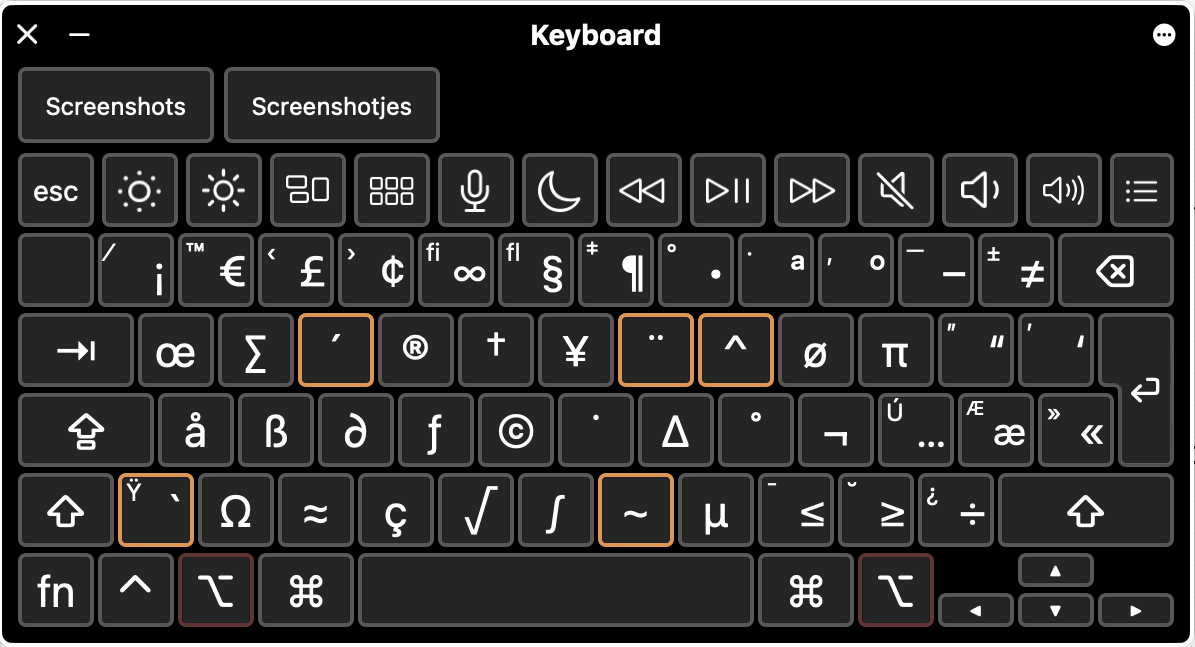 Keyboard
Screenshots Screenshotjes
esc
⁄ ¡ ™ € ‹ £ › ¢ fi ∞ fl § ‡ ¶ ° • · ª ‚ º — – ± ≠
œ ∑ ´ ® † ¥ ¨ ^ ø π ” “ ’ ‘
å ß ∂ ƒ © ˙ ∆ ˚ ¬ Ú … Æ æ » «
Ÿ ` Ω ≈ ç √ ∫ ~ µ ¯ ≤ ˘ ≥ ¿ ÷
fn ^ ⌥ ⌘ ⌘ ⌥